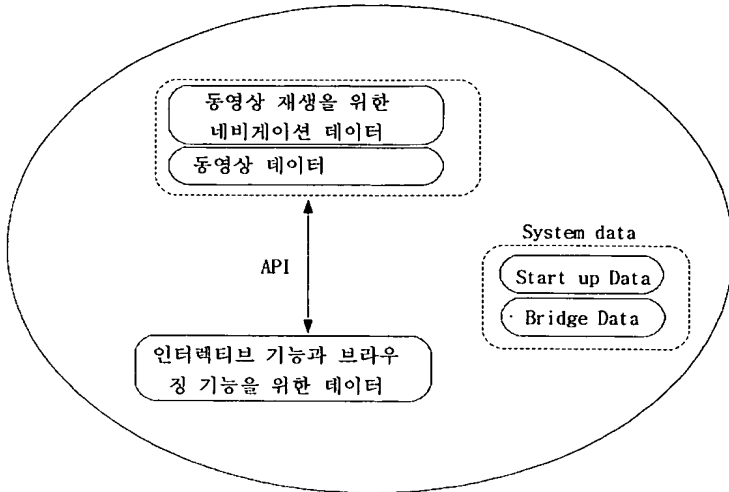 동영상 재생을 위한
네비게이션 데이터
동영상 데이터
API
System data
Start up Data
Bridge Data
인터렉티브 기능과 브라우
징 기능을 위한 데이터